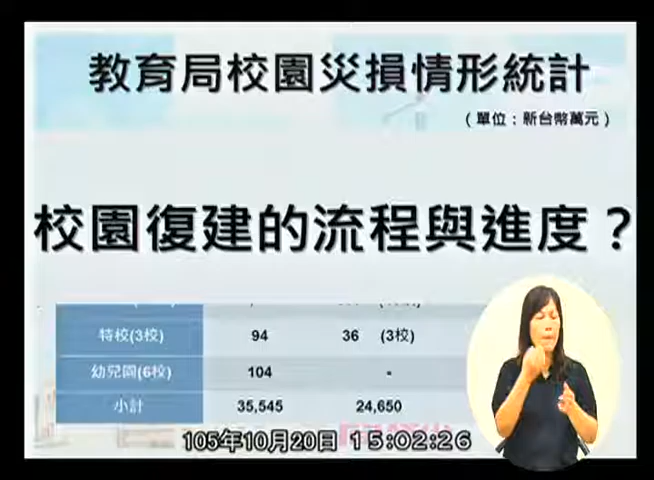 教育局校園災損情形統計
（單位：新台幣萬元）
校園復建的流程與進度？
特校(3校) 94 36 (3校)
幼兒園(6校) 104 -
小計 35,545 24,650
105年10月20日 15:02:26